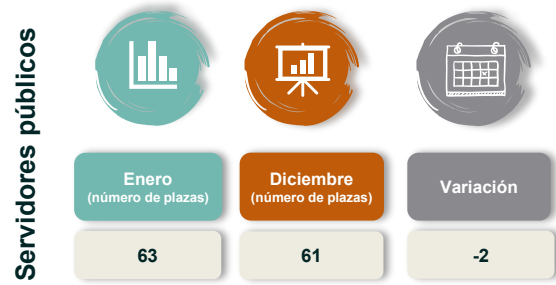 Servidores públicos
Enero
(número de plazas)
Diciembre
(número de plazas)
Variación
63
61
-2